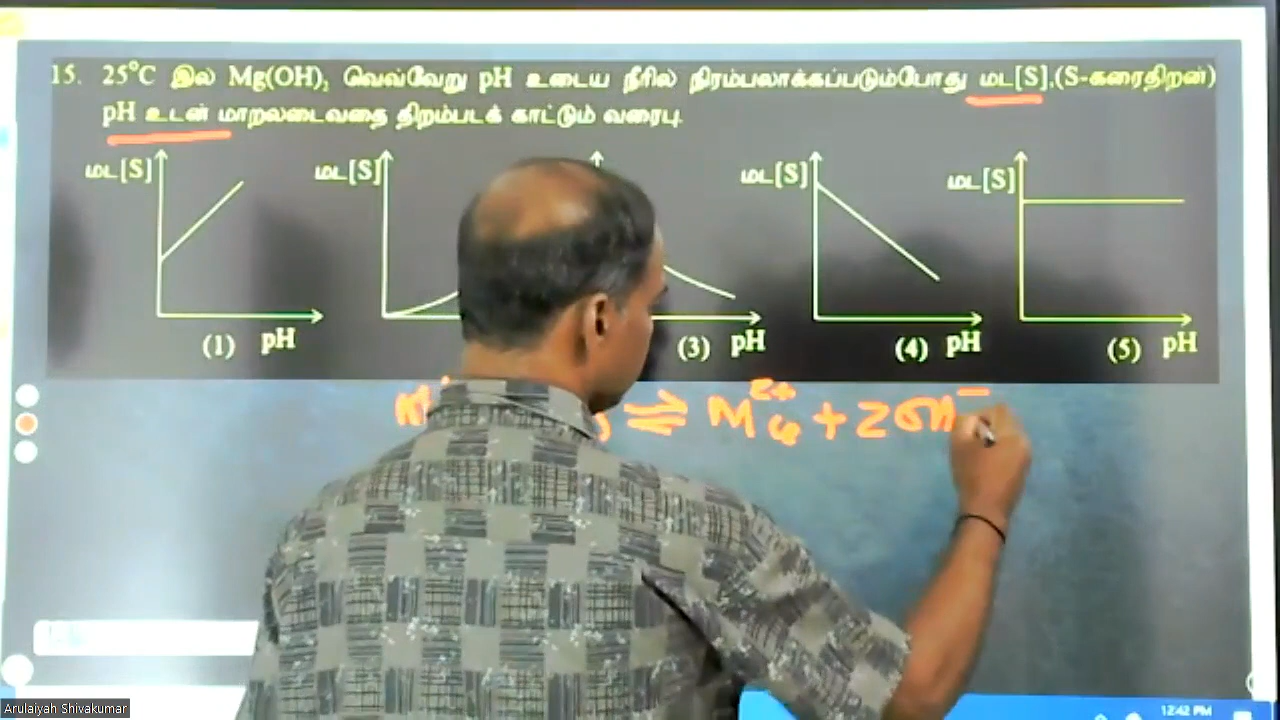 15. 25°C இல் Mg(OH)₂ வெவ்வேறு pH உடைய நீரில் நிரம்பலாக்கப்படும்போது மட[S],(S-கரைதிறன்)
pH உடன் மாறலடைவதை திறம்படக் காட்டும் வரைபு.
மட[S] மட[S] மட[S] மட[S]
(1) pH (3) pH (4) pH (5) pH
⇌ Mg²⁺ + 2OH⁻
Arulaiyah Shivakumar
12:42 PM